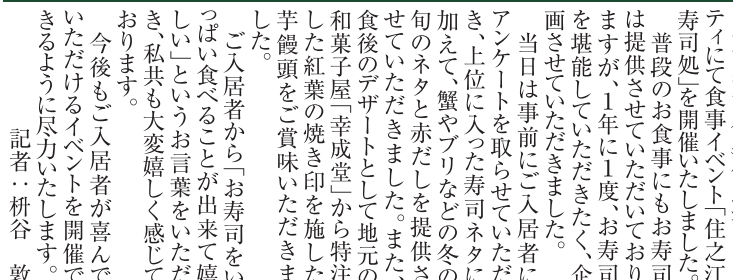 ティにて食事イベント「住之江
寿司処」を開催いたしました。
普段のお食事にもお寿司
は提供させていただいており
ますが、1年に1度、お寿司
を堪能していただきたく、企
画させていただきました。
当日は事前にご入居者に
アンケートを取らせていただ
き、上位に入った寿司ネタに
加えて、蟹やブリなどの冬の
旬のネタと赤だしを提供さ
せていただきました。また、
食後のデザートとして地元の
和菓子屋「幸成堂」から特注
した紅葉の焼き印を施した
芋饅頭をご賞味いただきま
した。
ご入居者から「お寿司をい
っぱい食べることが出来て嬉
しい」というお言葉をいただ
き、私共も大変嬉しく感じて
おります。
今後もご入居者が喜んで
いただけるイベントを開催で
きるように尽力いたします。
記者：枡谷　敦